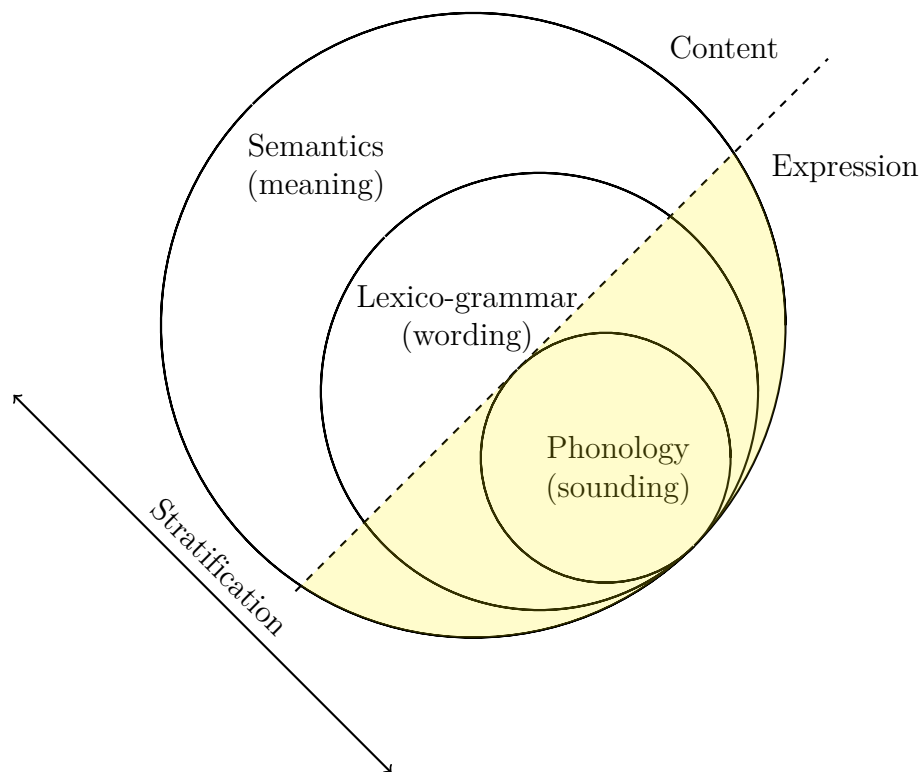 Content
Semantics
(meaning)
Expression
Lexico-grammar
(wording)
Phonology
(sounding)
Stratification